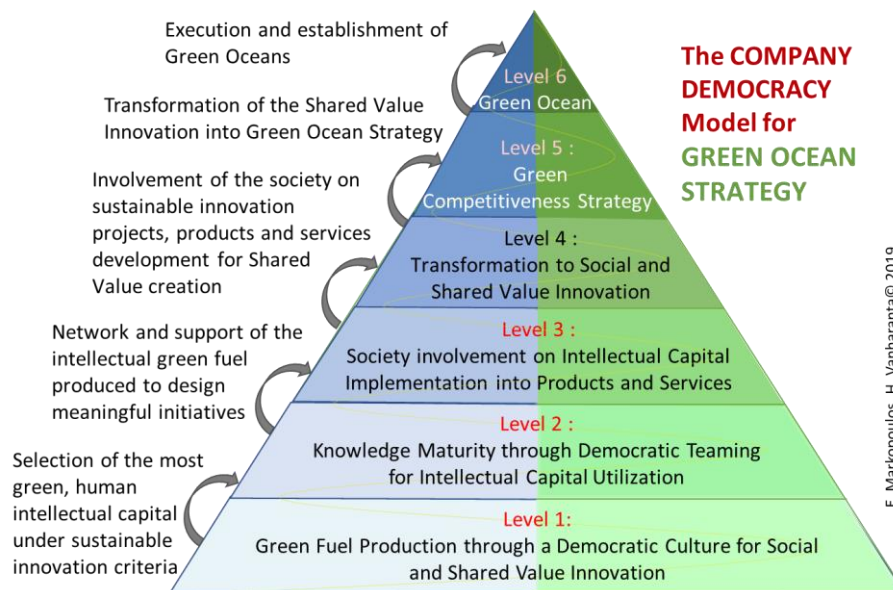 Execution and establishment of
Green Oceans
Transformation of the Shared Value
Innovation into Green Ocean Strategy
Involvement of the society on
sustainable innovation
projects, products and services
development for Shared
Value creation
Network and support of the
intellectual green fuel
produced to design
meaningful initiatives
Selection of the most
green, human
intellectual capital
under sustainable
innovation criteria
Level 6
Green Ocean
Level 5 :
Green
Competitiveness Strategy
Level 4 :
Transformation to Social and
Shared Value Innovation
Level 3 :
Society involvement on Intellectual Capital
Implementation into Products and Services
Level 2 :
Knowledge Maturity through Democratic Teaming
for Intellectual Capital Utilization
Level 1:
Green Fuel Production through a Democratic Culture for Social
and Shared Value Innovation
The COMPANY
DEMOCRACY
Model for
GREEN OCEAN
STRATEGY
E. Markopoulos, H. Vanharanta© 2019